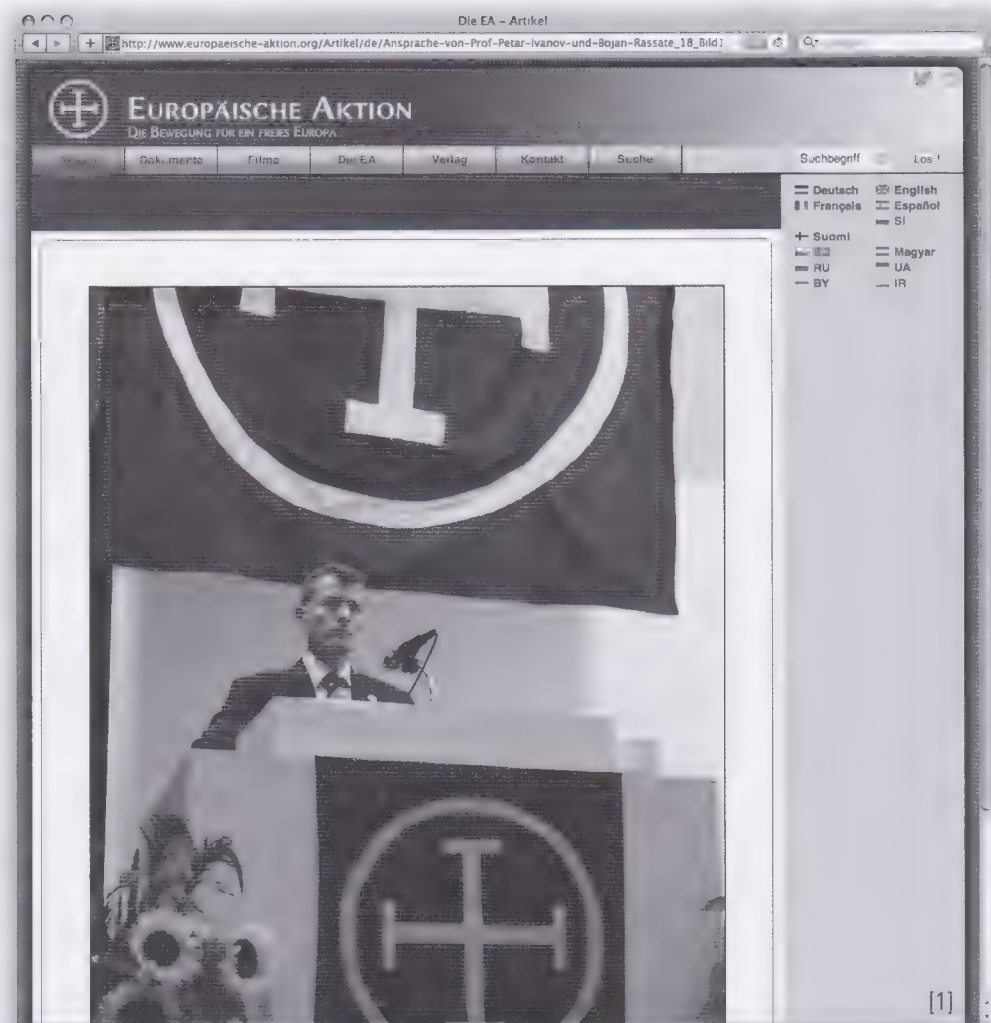 Die EA – Artikel
http://www.europaeische-aktion.org/Artikel/de/Ansprache-von-Prof-Petar-Ivanov-und-Bojan-Rassate_18_Bild1
EUROPÄISCHE AKTION
DIE BEWEGUNG FÜR EIN FREIES EUROPA
Dokumente Filme Die EA Verlag Kontakt Suche Suchbegriff Los !
Deutsch English
Français Español
SI
Suomi
Magyar
RU UA
BY IR
[1]